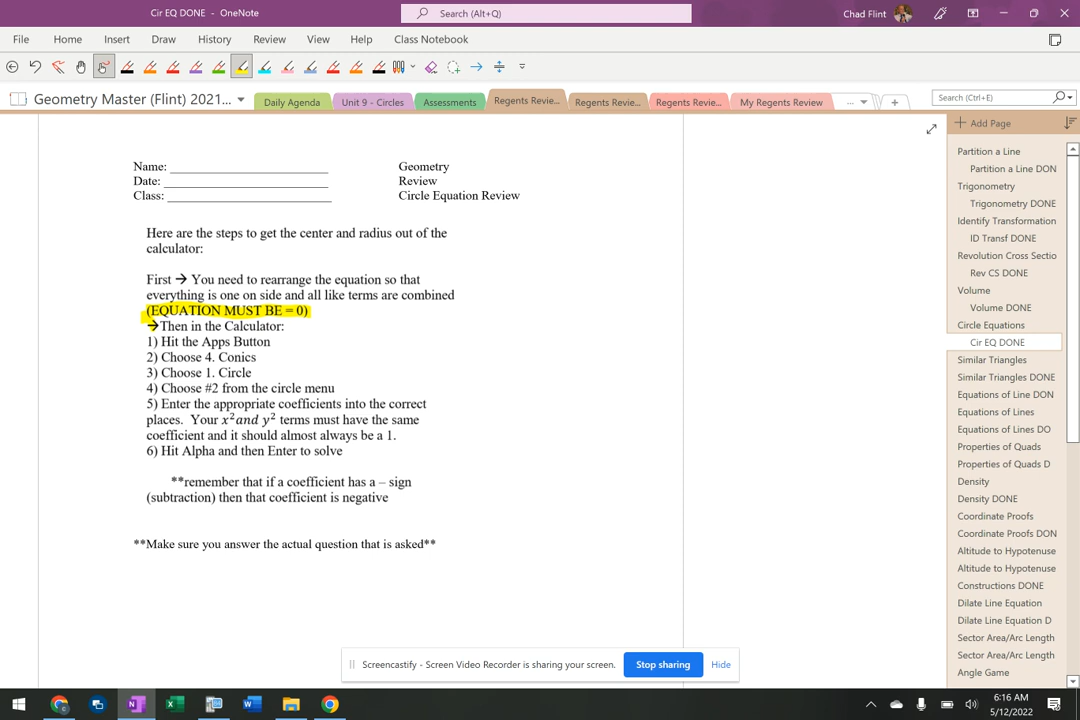 Cir EQ DONE - OneNote
Search (Alt+Q)
Chad Flint
File Home Insert Draw History Review View Help Class Notebook
Geometry Master (Flint) 2021...
Daily Agenda
Unit 9 - Circles
Assessments
Regents Revie...
Regents Revie...
Regents Revie...
My Regents Review
...
Search (Ctrl+E)
Add Page
Name: ____________________
Date: ____________________
Class: ____________________
Geometry
Review
Circle Equation Review
Here are the steps to get the center and radius out of the
calculator:
First → You need to rearrange the equation so that
everything is one on side and all like terms are combined
(EQUATION MUST BE = 0)
→Then in the Calculator:
1) Hit the Apps Button
2) Choose 4. Conics
3) Choose 1. Circle
4) Choose #2 from the circle menu
5) Enter the appropriate coefficients into the correct
places. Your x² and y² terms must have the same
coefficient and it should almost always be a 1.
6) Hit Alpha and then Enter to solve
**remember that if a coefficient has a – sign
(subtraction) then that coefficient is negative
**Make sure you answer the actual question that is asked**
Partition a Line
Partition a Line DON
Trigonometry
Trigonometry DONE
Identify Transformation
ID Transf DONE
Revolution Cross Sectio
Rev CS DONE
Volume
Volume DONE
Circle Equations
Cir EQ DONE
Similar Triangles
Similar Triangles DONE
Equations of Line DON
Equations of Lines
Equations of Lines DO
Properties of Quads
Properties of Quads D
Density
Density DONE
Coordinate Proofs
Coordinate Proofs DON
Altitude to Hypotenuse
Altitude to Hypotenuse
Constructions DONE
Dilate Line Equation
Dilate Line Equation D
Sector Area/Arc Length
Sector Area/Arc Length
Angle Game
Screencastify - Screen Video Recorder is sharing your screen.
Stop sharing
Hide
6:16 AM
5/12/2022